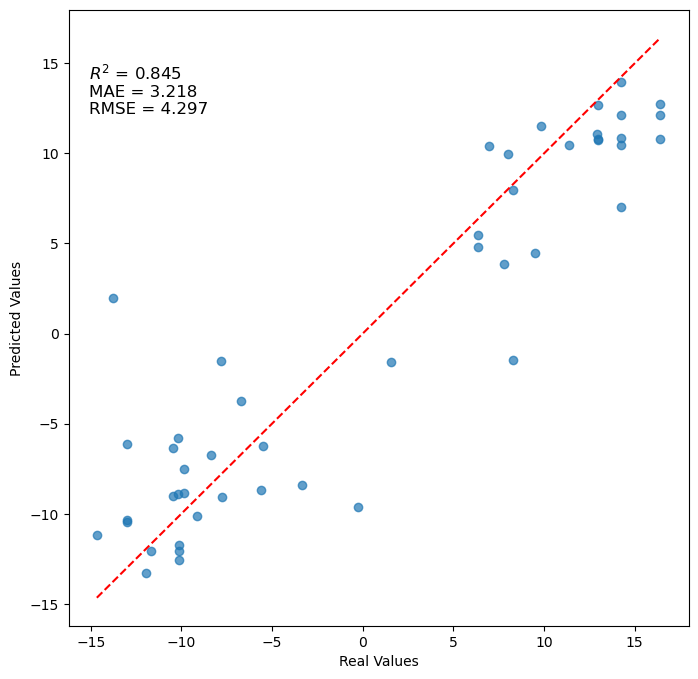 R² = 0.845
MAE = 3.218
RMSE = 4.297
15
10
5
0
−5
−10
−15
Predicted Values
−15 −10 −5 0 5 10 15
Real Values